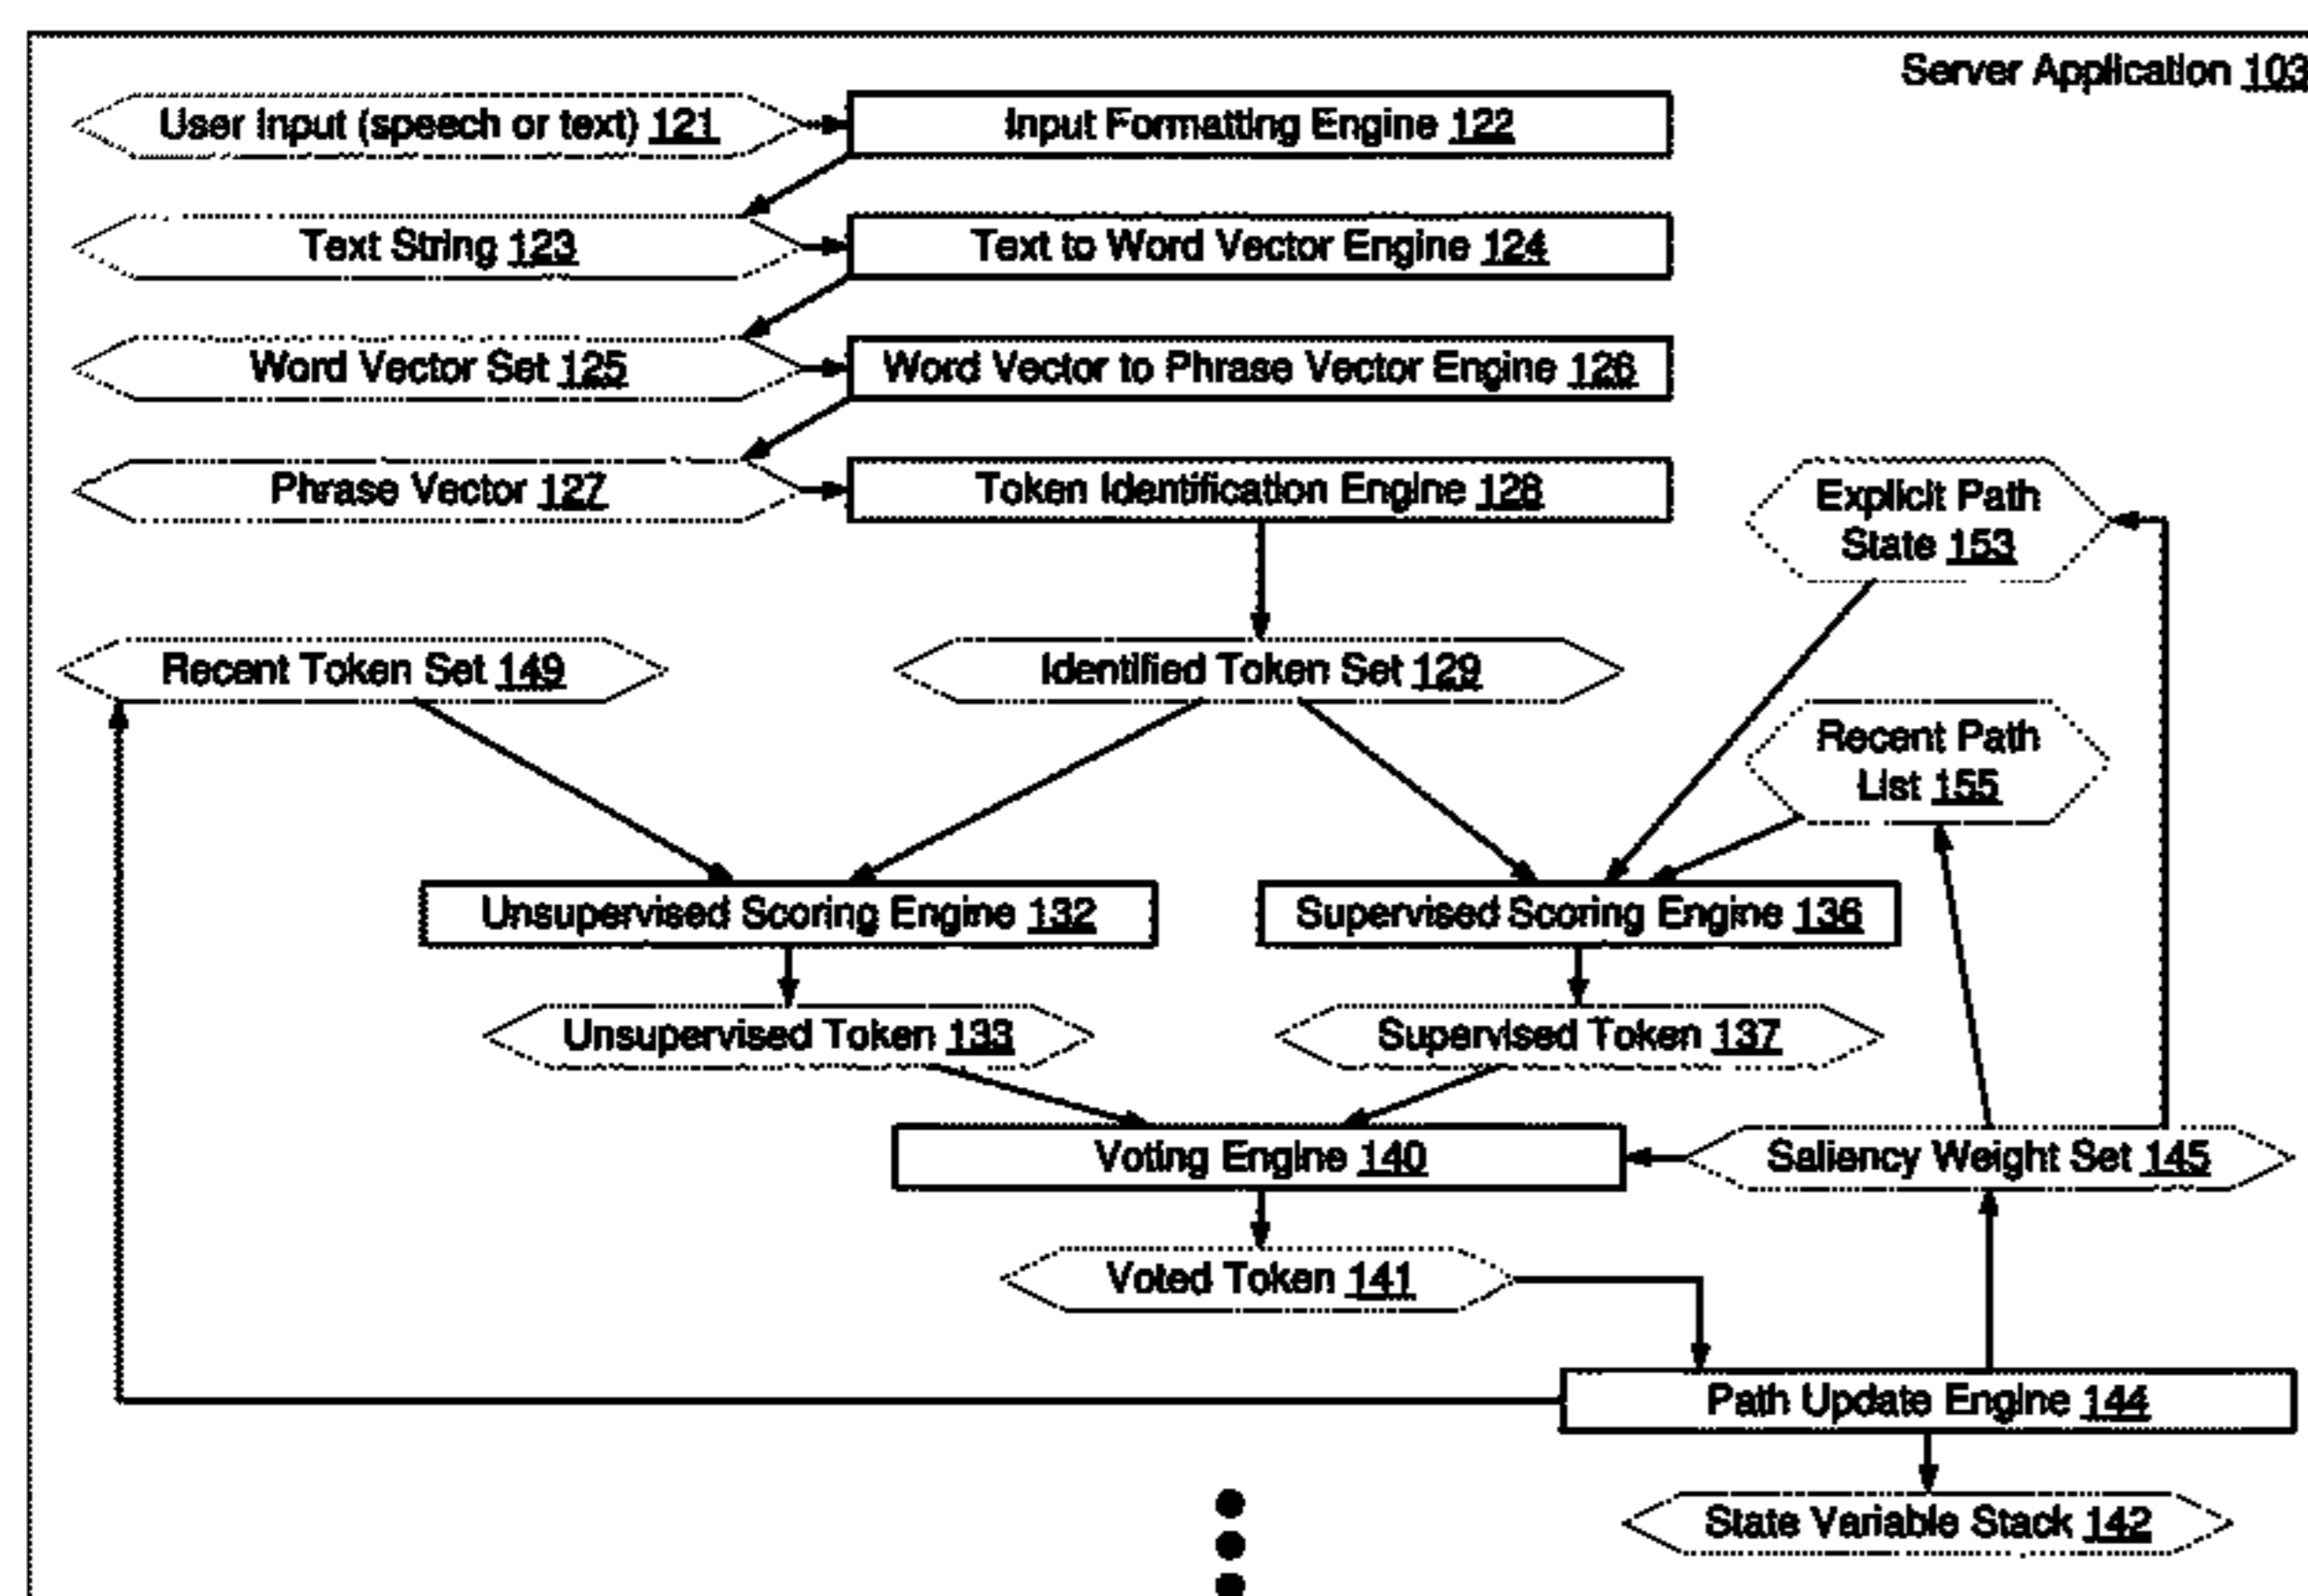 Server Application 103
User Input (speech or text) 121
Input Formatting Engine 122
Text String 123
Text to Word Vector Engine 124
Word Vector Set 125
Word Vector to Phrase Vector Engine 126
Phrase Vector 127
Token Identification Engine 128
Explicit Path
State 153
Recent Token Set 149
Identified Token Set 129
Recent Path
List 155
Unsupervised Scoring Engine 132
Supervised Scoring Engine 136
Unsupervised Token 133
Supervised Token 137
Voting Engine 140
Saliency Weight Set 145
Voted Token 141
Path Update Engine 144
State Variable Stack 142